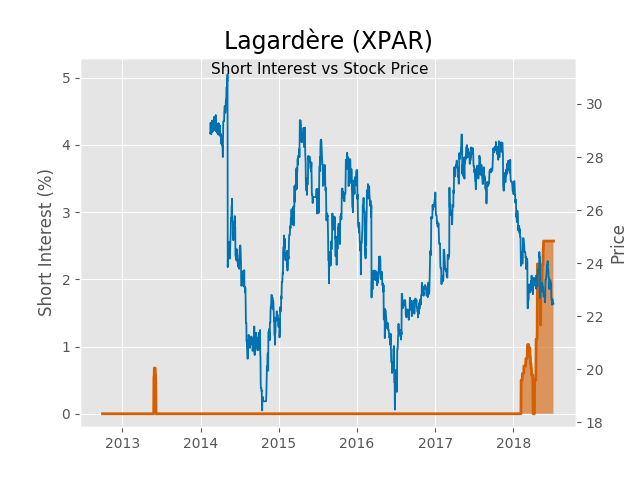 Lagardère (XPAR)
Short Interest vs Stock Price
Short Interest (%)
5
4
3
2
1
0
30
28
26
24
22
20
18
Price
2013 2014 2015 2016 2017 2018